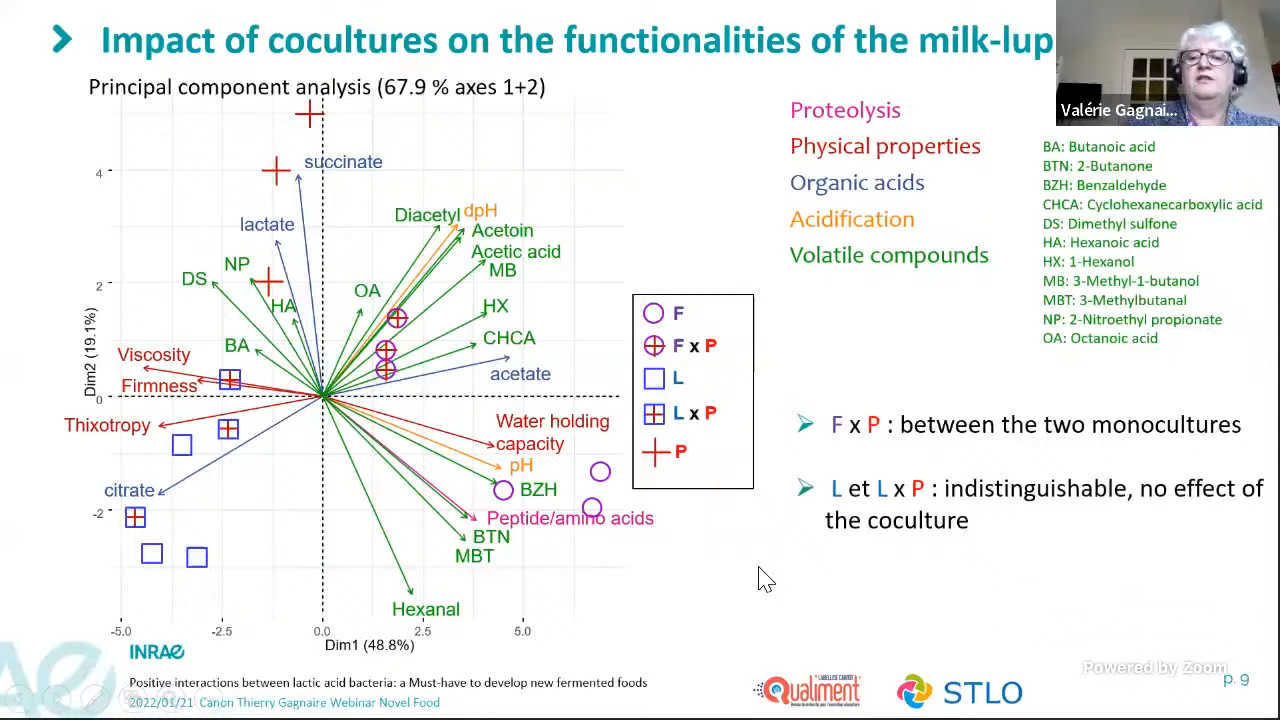 Impact of cocultures on the functionalities of the milk-lup
Valérie Gagnai...
Principal component analysis (67.9 % axes 1+2)
Proteolysis
Physical properties
Organic acids
Acidification
Volatile compounds
BA: Butanoic acid
BTN: 2-Butanone
BZH: Benzaldehyde
CHCA: Cyclohexanecarboxylic acid
DS: Dimethyl sulfone
HA: Hexanoic acid
HX: 1-Hexanol
MB: 3-Methyl-1-butanol
MBT: 3-Methylbutanal
NP: 2-Nitroethyl propionate
OA: Octanoic acid
succinate
lactate
Diacetyl
dpH
Acetoin
Acetic acid
MB
NP
DS
HA
OA
HX
BA
CHCA
Viscosity
Firmness
acetate
Thixotropy
Water holding
capacity
pH
citrate
BZH
Peptide/amino acids
BTN
MBT
Hexanal
4
2
0
-2
Dim2 (19.1%)
-5.0
-2.5
0.0
2.5
5.0
Dim1 (48.8%)
F
F x P
L
L x P
P
F x P : between the two monocultures
L et L x P : indistinguishable, no effect of
the coculture
INRAE
Positive interactions between lactic acid bacteria: a Must-have to develop new fermented foods
2022/01/21 Canon Thierry Gagnaire Webinar Novel Food
Qualiment
STLO
Powered by Zoom
p. 9